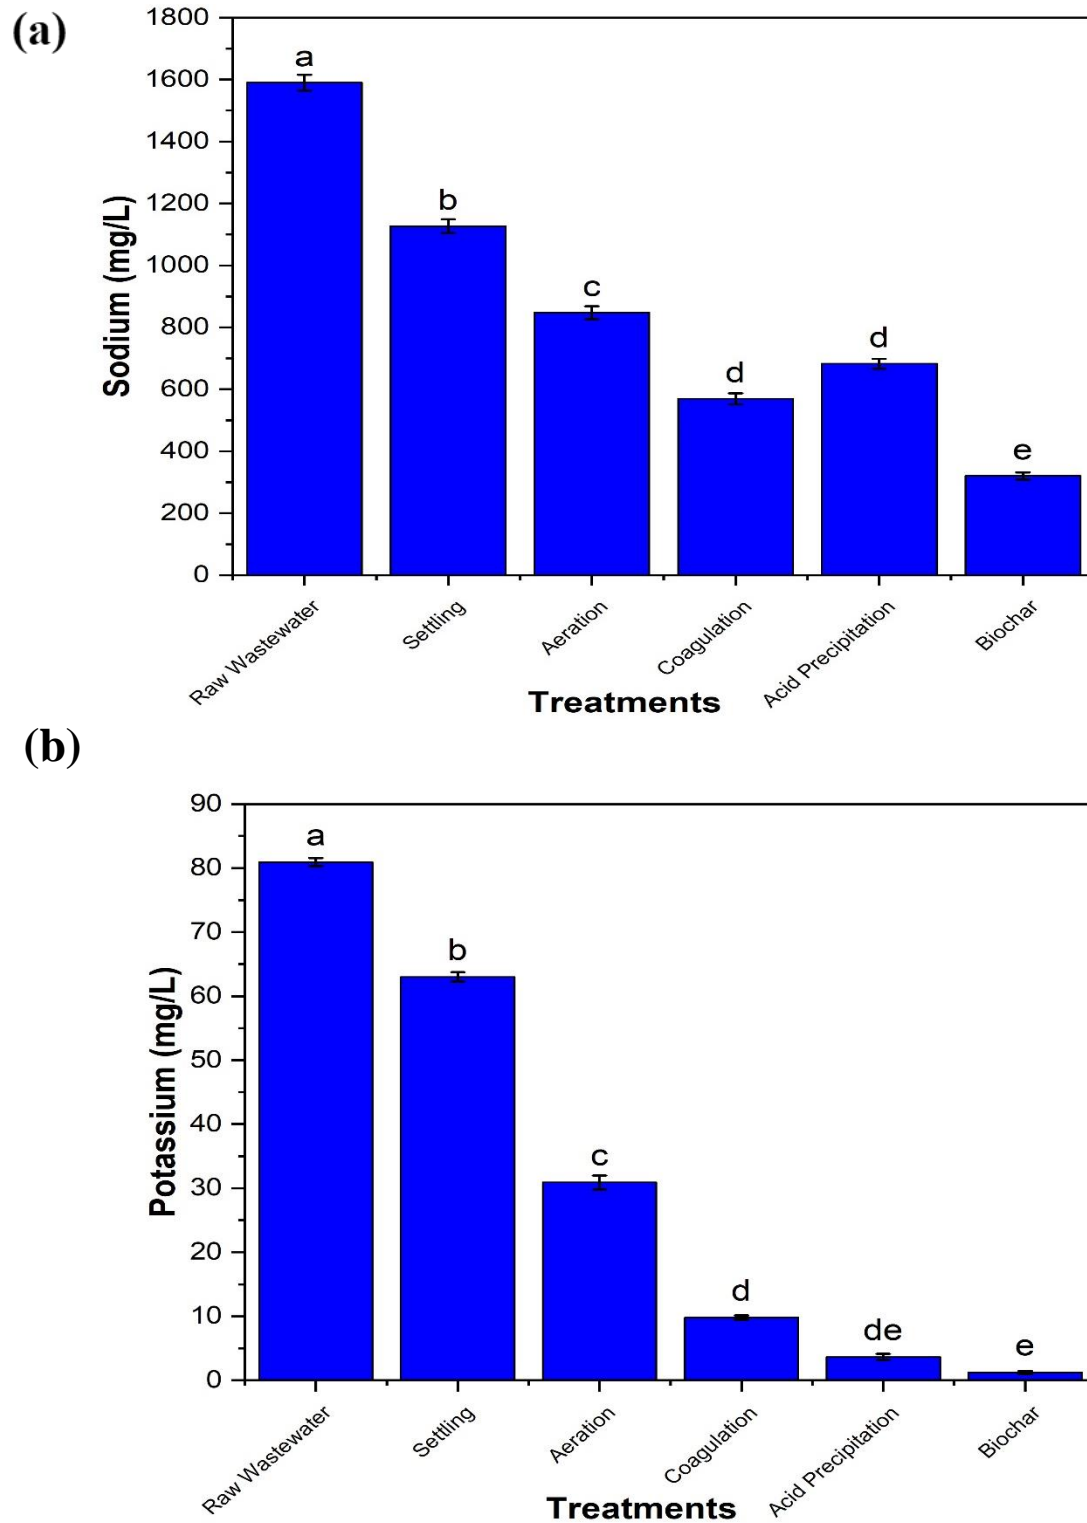 (a)
1800
1600
1400
1200
1000
800
600
400
200
0
Sodium (mg/L)
a
b
c
d
d
e
Raw Wastewater
Settling
Aeration
Coagulation
Acid Precipitation
Biochar
Treatments
(b)
90
80
70
60
50
40
30
20
10
0
Potassium (mg/L)
a
b
c
d
de
e
Raw Wastewater
Settling
Aeration
Coagulation
Acid Precipitation
Biochar
Treatments